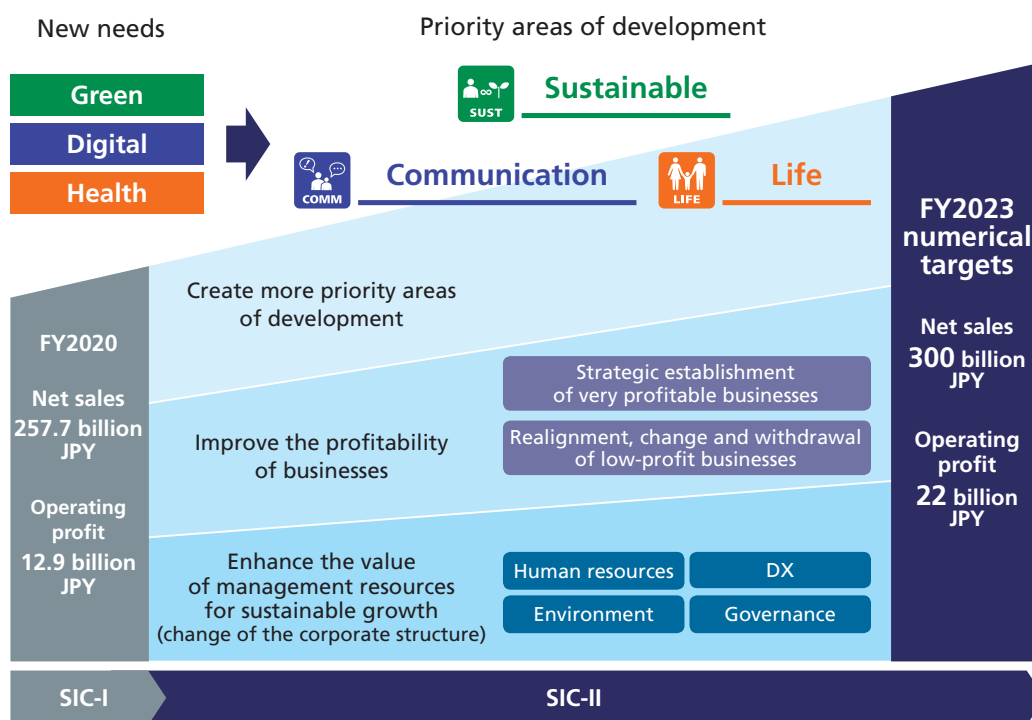 New needs
Priority areas of development
Green
Digital
Health
SUST
Sustainable
COMM
Communication
LIFE
Life
FY2020
Net sales
257.7 billion
JPY
Operating
profit
12.9 billion
JPY
Create more priority areas
of development
Improve the profitability
of businesses
Strategic establishment
of very profitable businesses
Realignment, change and withdrawal
of low-profit businesses
Enhance the value
of management resources
for sustainable growth
(change of the corporate structure)
Human resources
DX
Environment
Governance
FY2023
numerical
targets
Net sales
300 billion
JPY
Operating
profit
22 billion
JPY
SIC-I
SIC-II